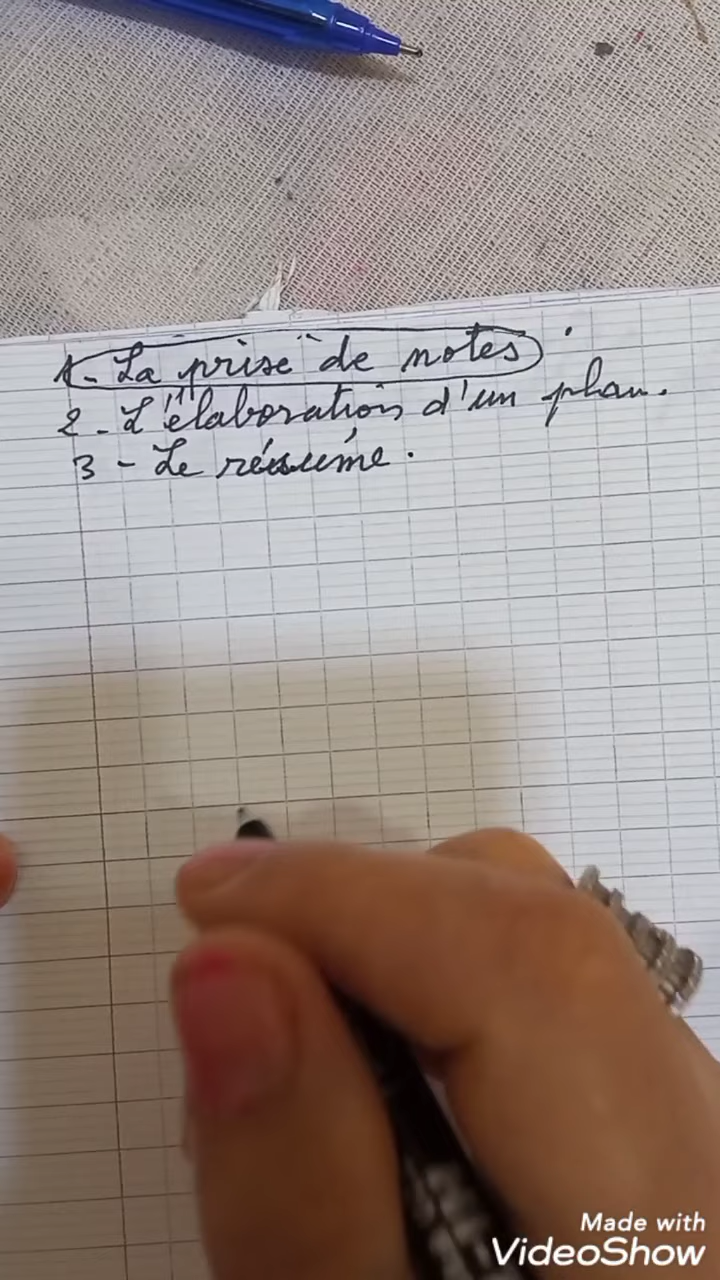 1- La prise de notes.
2- L'élaboration d'un plan.
3- Le résumé.
Made with
VideoShow